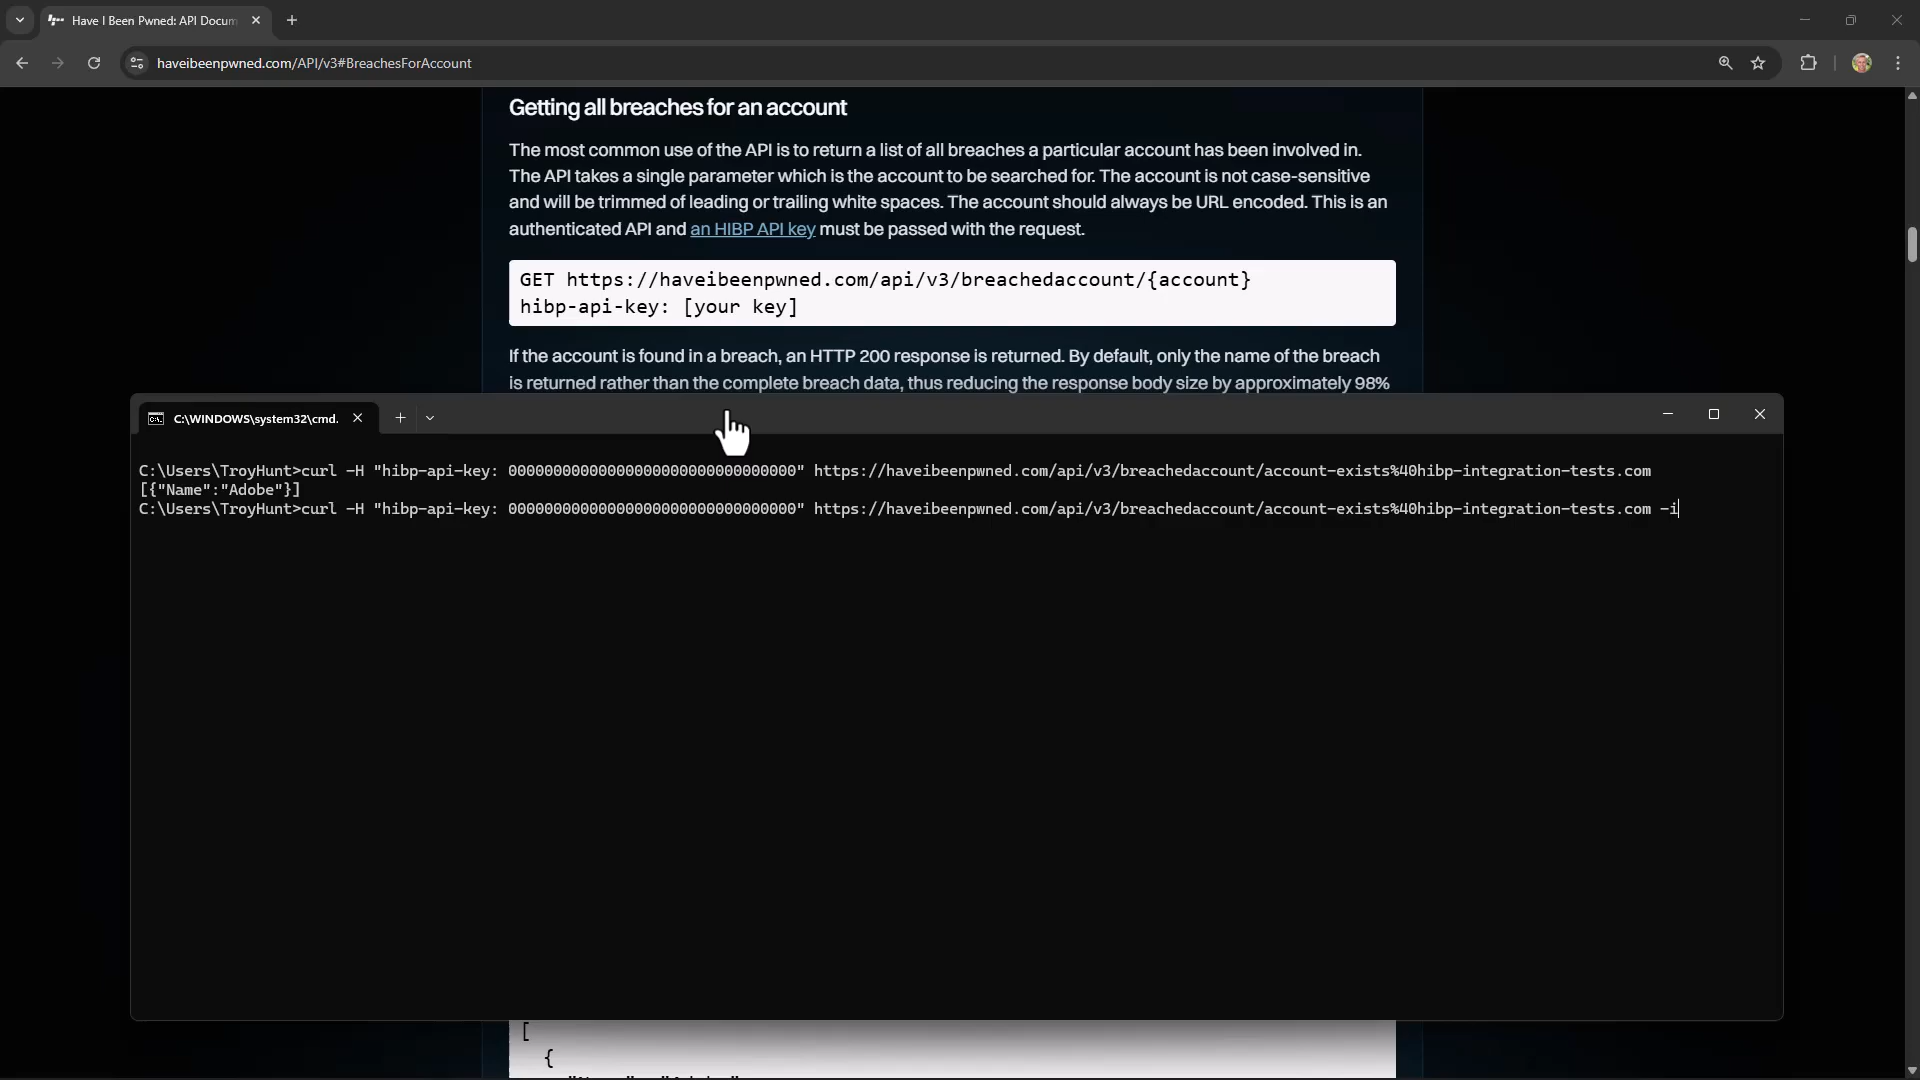 Have I Been Pwned: API Docum
haveibeenpwned.com/API/v3#BreachesForAccount
Getting all breaches for an account
The most common use of the API is to return a list of all breaches a particular account has been involved in.
The API takes a single parameter which is the account to be searched for. The account is not case-sensitive
and will be trimmed of leading or trailing white spaces. The account should always be URL encoded. This is an
authenticated API and an HIBP API key must be passed with the request.
GET https://haveibeenpwned.com/api/v3/breachedaccount/{account}
hibp-api-key: [your key]
If the account is found in a breach, an HTTP 200 response is returned. By default, only the name of the breach
is returned rather than the complete breach data, thus reducing the response body size by approximately 98%
C:\WINDOWS\system32\cmd.
C:\Users\TroyHunt>curl -H "hibp-api-key: 00000000000000000000000000000000" https://haveibeenpwned.com/api/v3/breachedaccount/account-exists%40hibp-integration-tests.com
[{"Name":"Adobe"}]
C:\Users\TroyHunt>curl -H "hibp-api-key: 00000000000000000000000000000000" https://haveibeenpwned.com/api/v3/breachedaccount/account-exists%40hibp-integration-tests.com -i
[
{